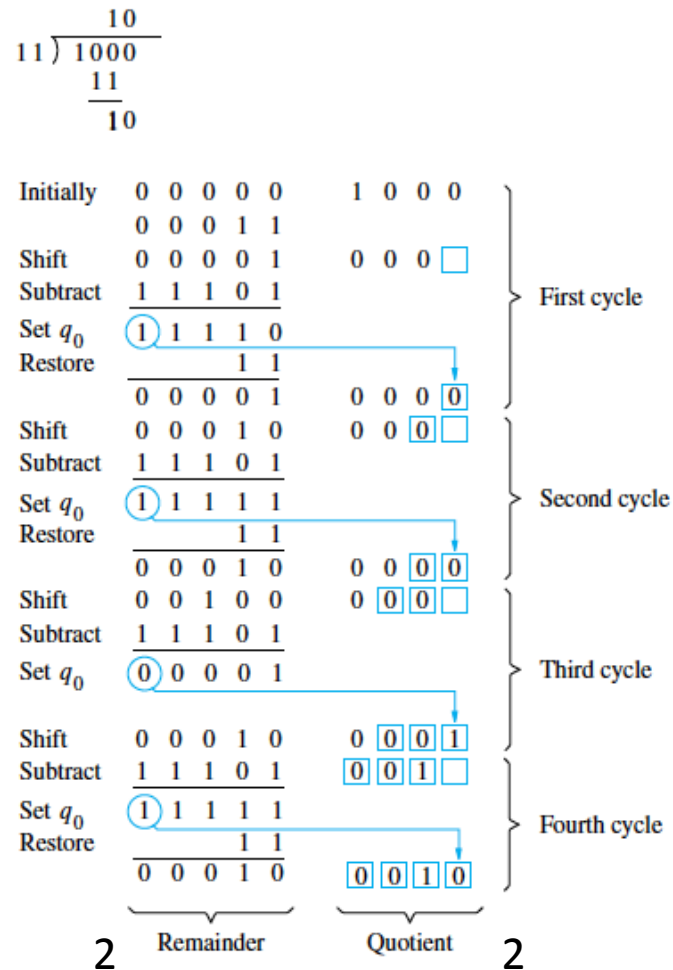 10
11 ) 1000
11
10
Initially 0 0 0 0 0 1 0 0 0
0 0 0 1 1
Shift 0 0 0 0 1 0 0 0
Subtract 1 1 1 0 1 First cycle
Set q0 1 1 1 1 0
Restore 1 1
0 0 0 0 1 0 0 0 0
Shift 0 0 0 1 0 0 0 0
Subtract 1 1 1 0 1
Set q0 1 1 1 1 1 Second cycle
Restore 1 1
0 0 0 1 0 0 0 0 0
Shift 0 0 1 0 0 0 0 0
Subtract 1 1 1 0 1
Set q0 0 0 0 0 1 Third cycle
Shift 0 0 0 1 0 0 0 0 1
Subtract 1 1 1 0 1 0 0 1
Set q0 1 1 1 1 1 Fourth cycle
Restore 1 1
0 0 0 1 0 0 0 1 0
2 Remainder Quotient 2